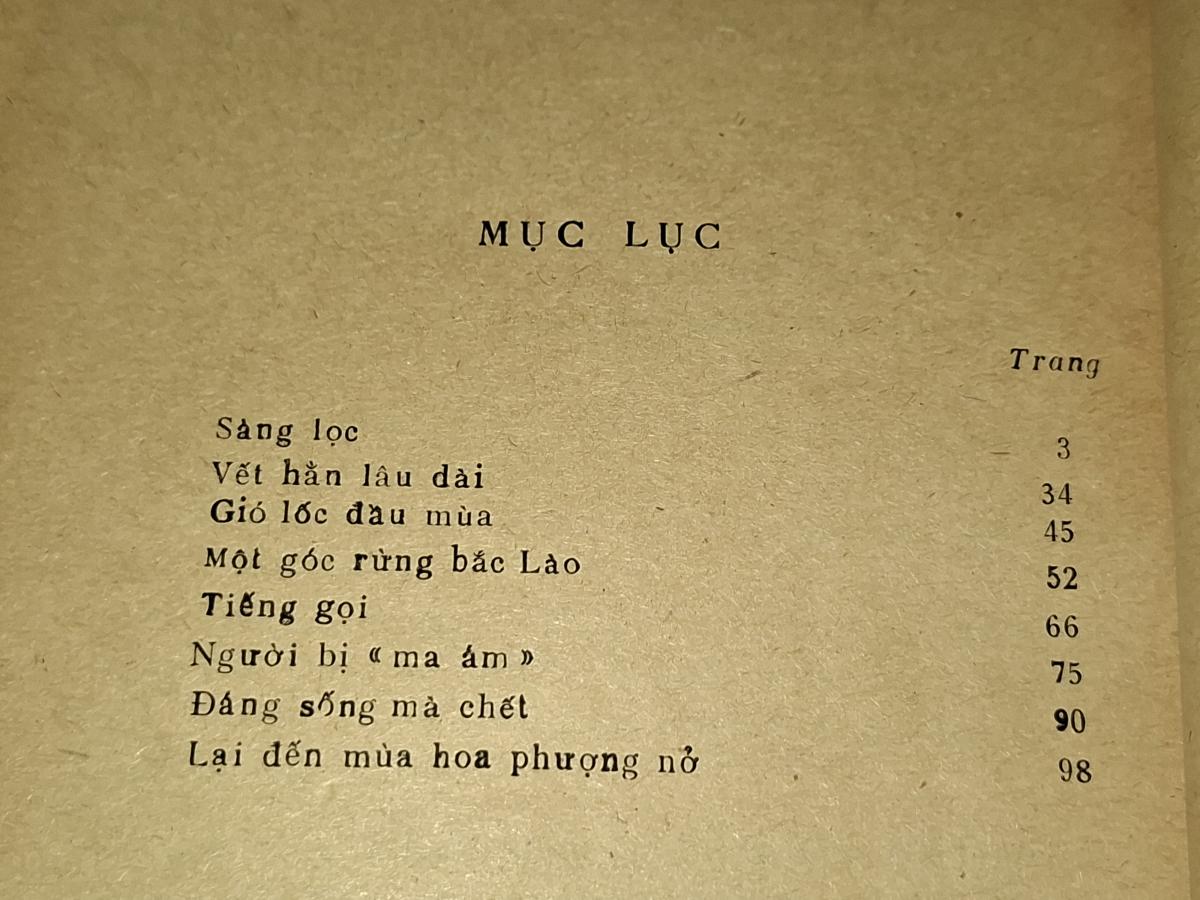 MỤC LỤC
Trang
Sàng lọc 3
Vết hằn lâu dài 34
Gió lốc đầu mùa 45
Một góc rừng bắc Lào 52
Tiếng gọi 66
Người bị « ma ám » 75
Đáng sống mà chết 90
Lại đến mùa hoa phượng nở 98